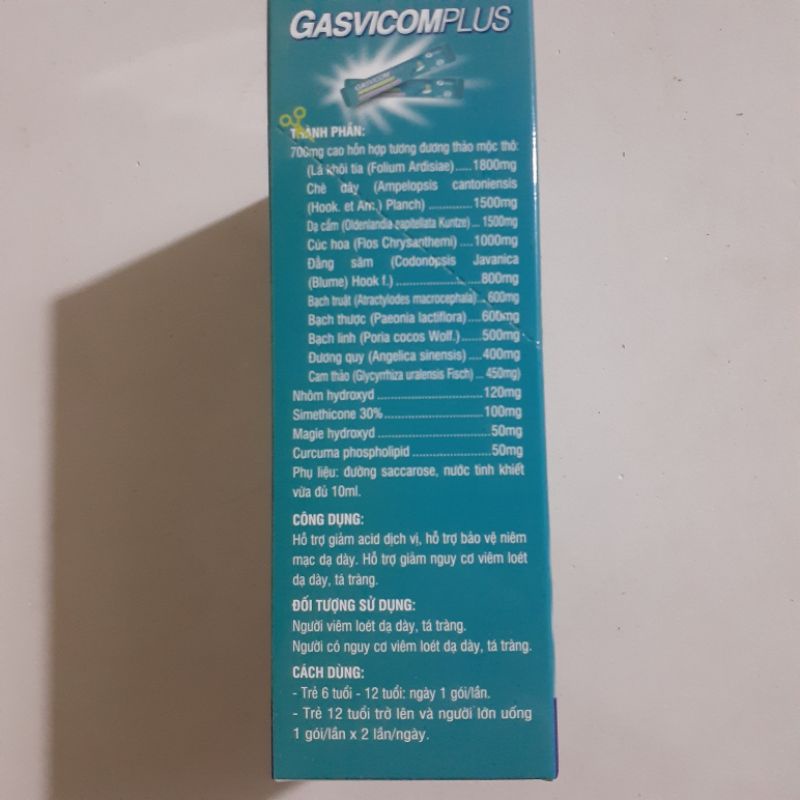 GASVICOMPLUS
GASVICOM
THÀNH PHẦN:
700mg cao hỗn hợp tương đương thảo mộc thô:
(Lá khôi tía (Folium Ardisiae).....1800mg
Chè dây (Ampelopsis cantoniensis
(Hook. et Arn.) Planch) ..............1500mg
Dạ cẩm (Oldenlandia capitellata Kuntze) ... 1500mg
Cúc hoa (Flos Chrysanthemi) ....1000mg
Đẳng sâm (Codonopsis Javanica
(Blume) Hook f.) ........................800mg
Bạch truật (Atractylodes macrocephala) .. 600mg
Bạch thược (Paeonia lactiflora) ....600mg
Bạch linh (Poria cocos Wolf.)......500mg
Đương quy (Angelica sinensis) ....400mg
Cam thảo (Glycyrrhiza uralensis Fisch) ... 450mg)
Nhôm hydroxyd ........................120mg
Simethicone 30%......................100mg
Magie hydroxyd ..........................50mg
Curcuma phospholipid .................50mg
Phụ liệu: đường saccarose, nước tinh khiết
vừa đủ 10ml.
CÔNG DỤNG:
Hỗ trợ giảm acid dịch vị, hỗ trợ bảo vệ niêm
mạc dạ dày. Hỗ trợ giảm nguy cơ viêm loét
dạ dày, tá tràng.
ĐỐI TƯỢNG SỬ DỤNG:
Người viêm loét dạ dày, tá tràng.
Người có nguy cơ viêm loét dạ dày, tá tràng.
CÁCH DÙNG:
- Trẻ 6 tuổi - 12 tuổi: ngày 1 gói/lần.
- Trẻ 12 tuổi trở lên và người lớn uống
1 gói/lần x 2 lần/ngày.